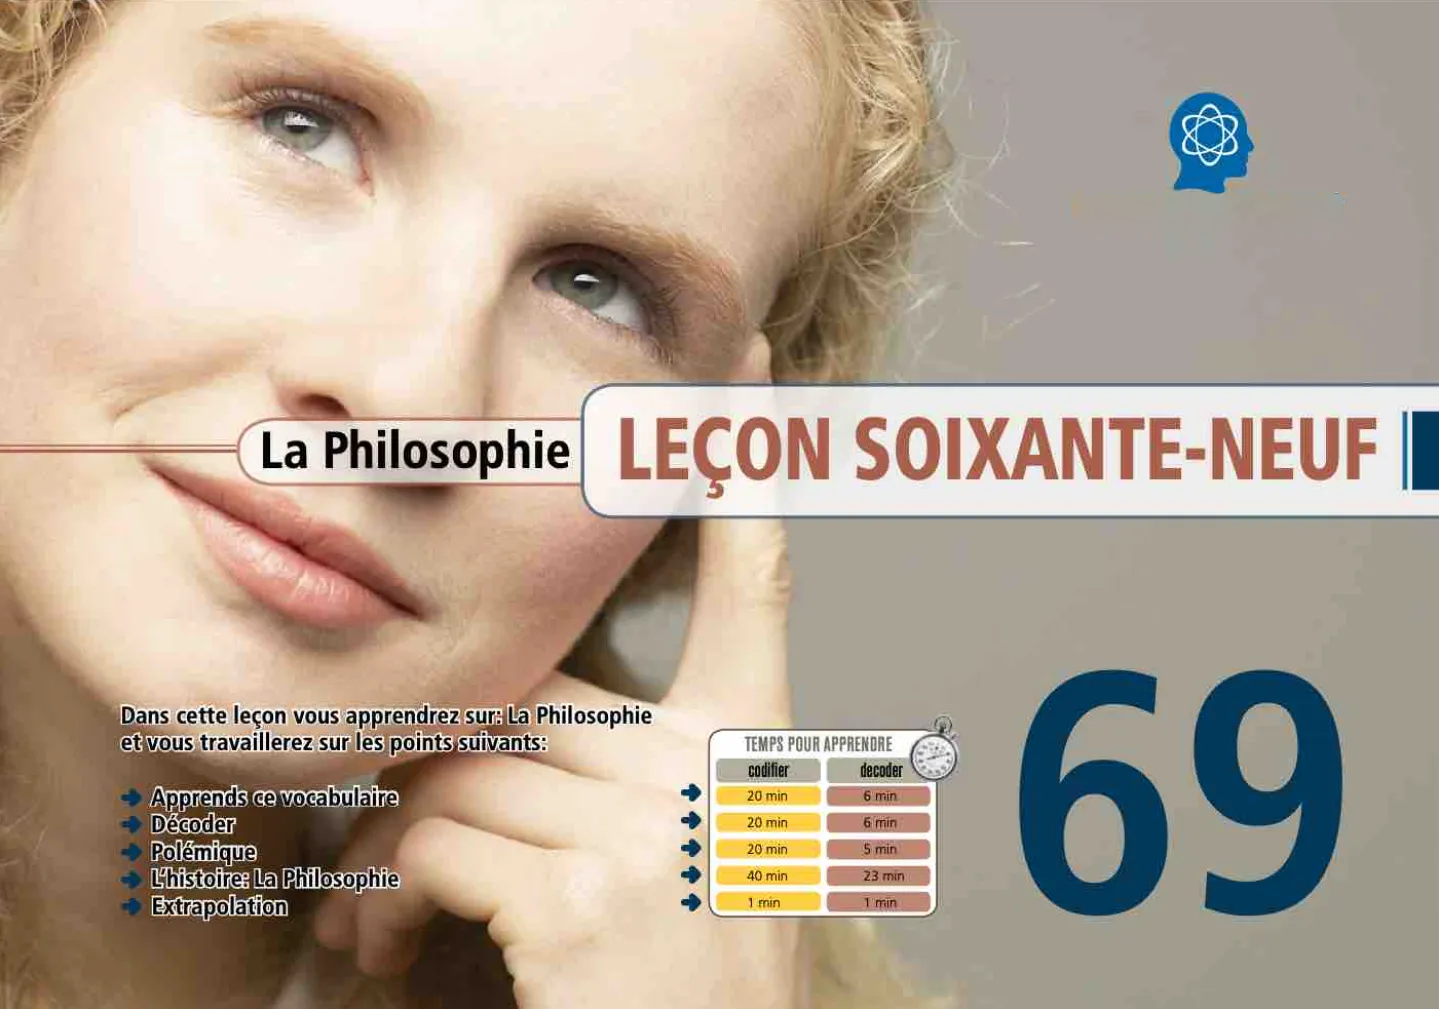 La Philosophie
LEÇON SOIXANTE-NEUF
Dans cette leçon vous apprendrez sur: La Philosophie
et vous travaillerez sur les points suivants:
Apprends ce vocabulaire
Décoder
Polémique
L'histoire: La Philosophie
Extrapolation
TEMPS POUR APPRENDRE
codifier decoder
20 min 6 min
20 min 6 min
20 min 5 min
40 min 23 min
1 min 1 min
69